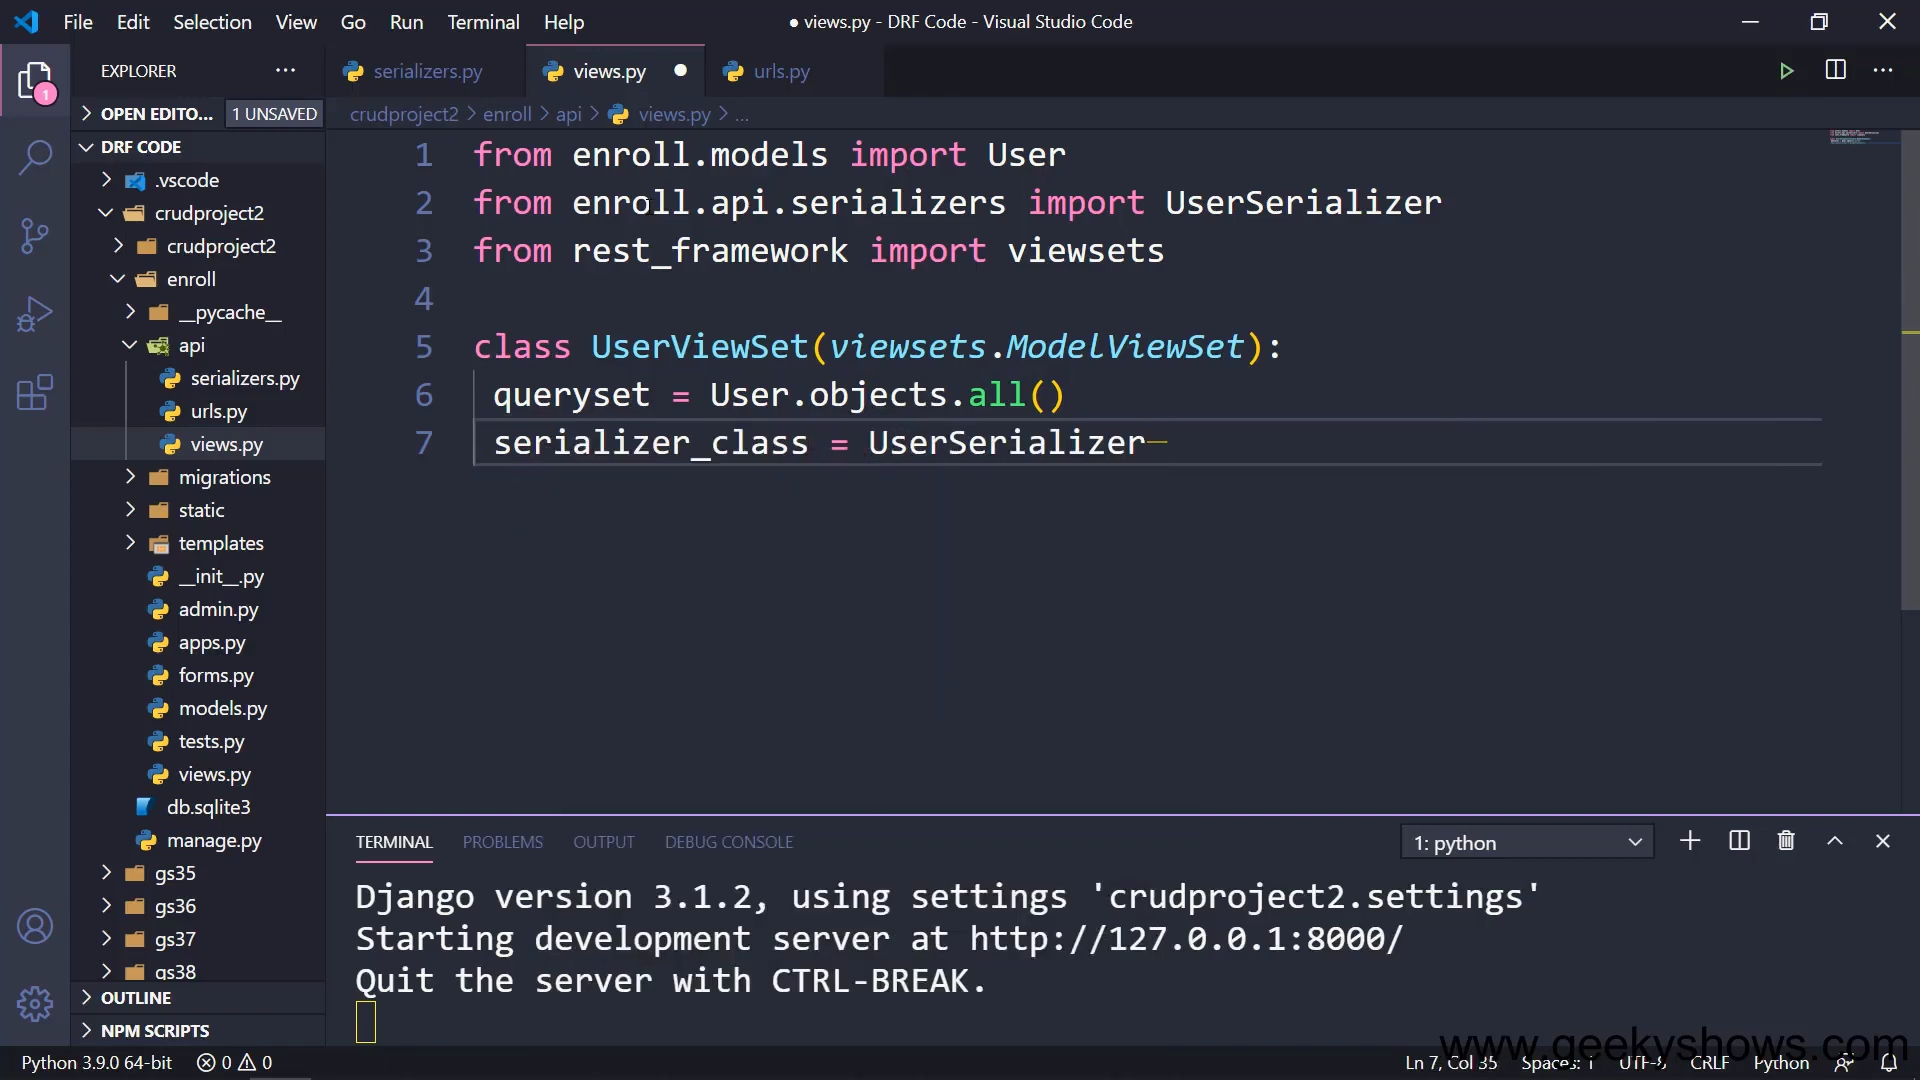 File Edit Selection View Go Run Terminal Help
● views.py - DRF Code - Visual Studio Code
EXPLORER
1
serializers.py
views.py
urls.py
OPEN EDITO...
1 UNSAVED
crudproject2 > enroll > api > views.py > ...
DRF CODE
.vscode
crudproject2
crudproject2
enroll
__pycache__
api
serializers.py
urls.py
views.py
migrations
static
templates
__init__.py
admin.py
apps.py
forms.py
models.py
tests.py
views.py
db.sqlite3
manage.py
gs35
gs36
gs37
gs38
OUTLINE
NPM SCRIPTS
1 from enroll.models import User
2 from enroll.api.serializers import UserSerializer
3 from rest_framework import viewsets
4
5 class UserViewSet(viewsets.ModelViewSet):
6 queryset = User.objects.all()
7 serializer_class = UserSerializer
TERMINAL PROBLEMS OUTPUT DEBUG CONSOLE
1: python
Django version 3.1.2, using settings 'crudproject2.settings'
Starting development server at http://127.0.0.1:8000/
Quit the server with CTRL-BREAK.
www.geekyshows.com
Python 3.9.0 64-bit 0 0
Ln 7, Col 35 Spaces: 1 UTF-8 CRLF Python